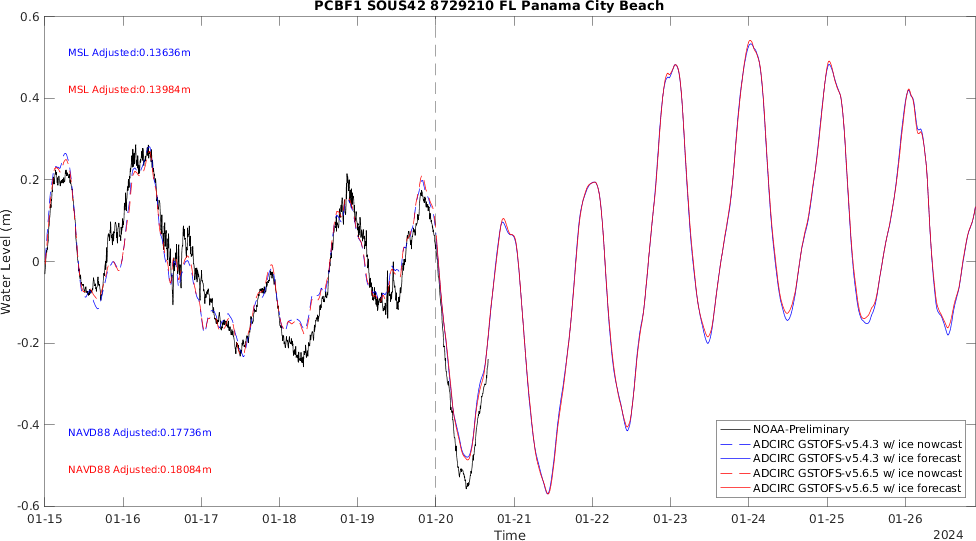 PCBF1 SOUS42 8729210 FL Panama City Beach
0.6
MSL Adjusted:0.13636m
MSL Adjusted:0.13984m
0.4
0.2
0
-0.2
-0.4
-0.6
Water Level (m)
NAVD88 Adjusted:0.17736m
NAVD88 Adjusted:0.18084m
NOAA-Preliminary
ADCIRC GSTOFS-v5.4.3 w/ ice nowcast
ADCIRC GSTOFS-v5.4.3 w/ ice forecast
ADCIRC GSTOFS-v5.6.5 w/ ice nowcast
ADCIRC GSTOFS-v5.6.5 w/ ice forecast
01-15 01-16 01-17 01-18 01-19 01-20 01-21 01-22 01-23 01-24 01-25 01-26
Time
2024